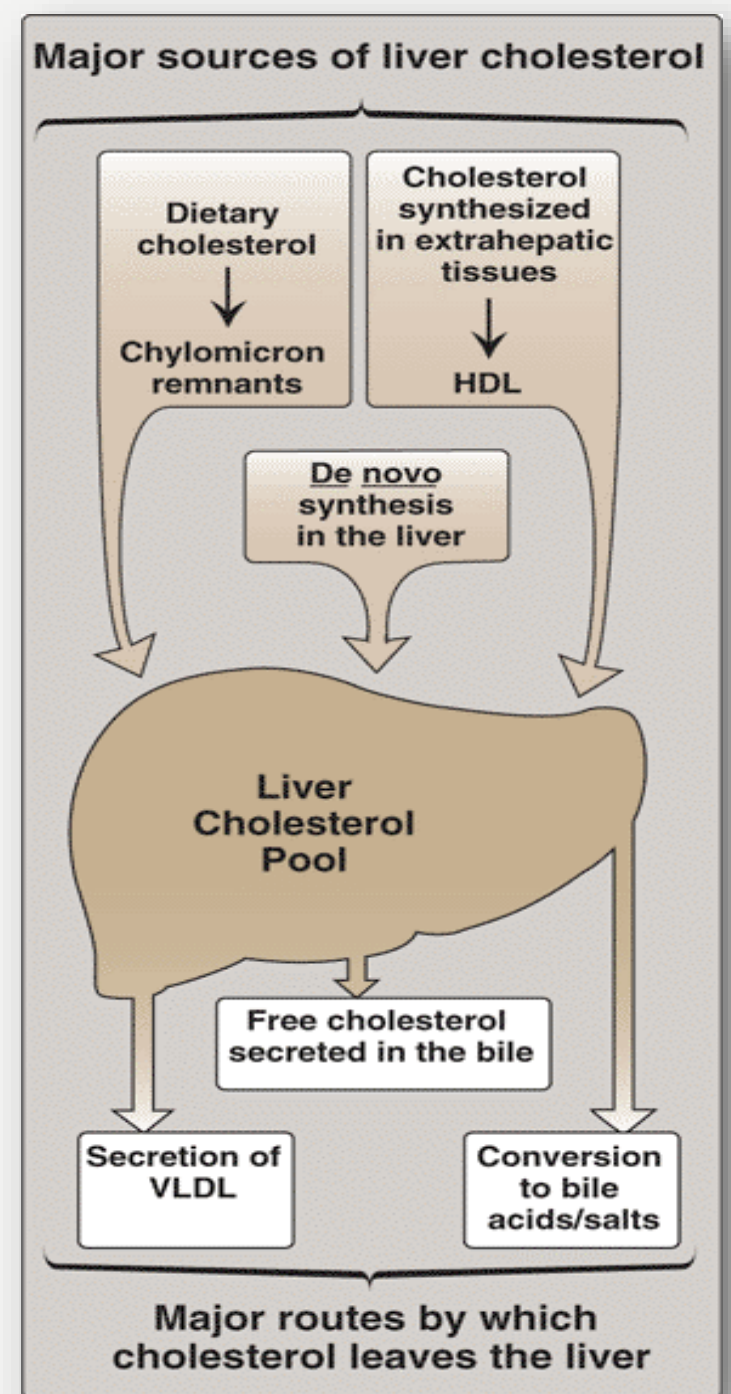 Major sources of liver cholesterol
Dietary
cholesterol
Chylomicron
remnants
Cholesterol
synthesized
in extrahepatic
tissues
HDL
De novo
synthesis
in the liver
Liver
Cholesterol
Pool
Free cholesterol
secreted in the bile
Secretion of
VLDL
Conversion
to bile
acids/salts
Major routes by which
cholesterol leaves the liver